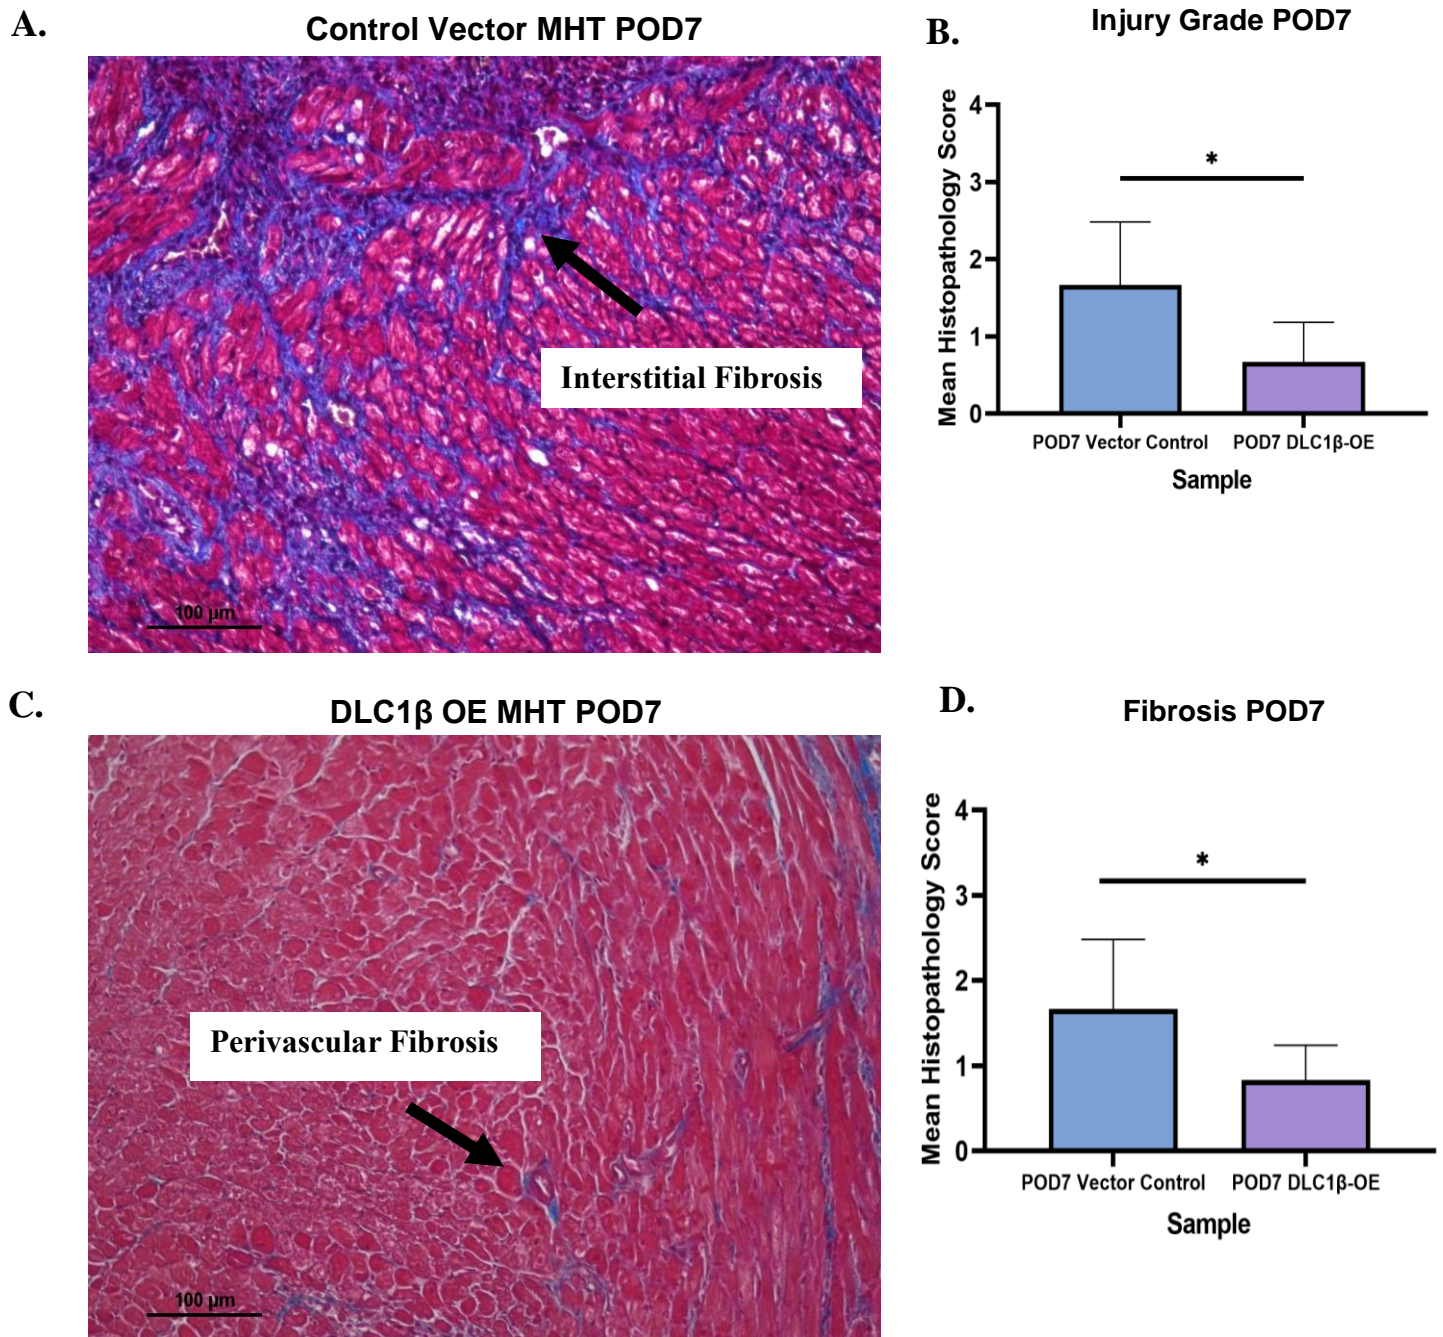 A.
Control Vector MHT POD7
Interstitial Fibrosis
100 µm
B.
Injury Grade POD7
Mean Histopathology Score
4
3
2
1
0
*
POD7 Vector Control
POD7 DLC1β-OE
Sample
C.
DLC1β OE MHT POD7
Perivascular Fibrosis
100 µm
D.
Fibrosis POD7
Mean Histopathology Score
4
3
2
1
0
*
POD7 Vector Control
POD7 DLC1β-OE
Sample